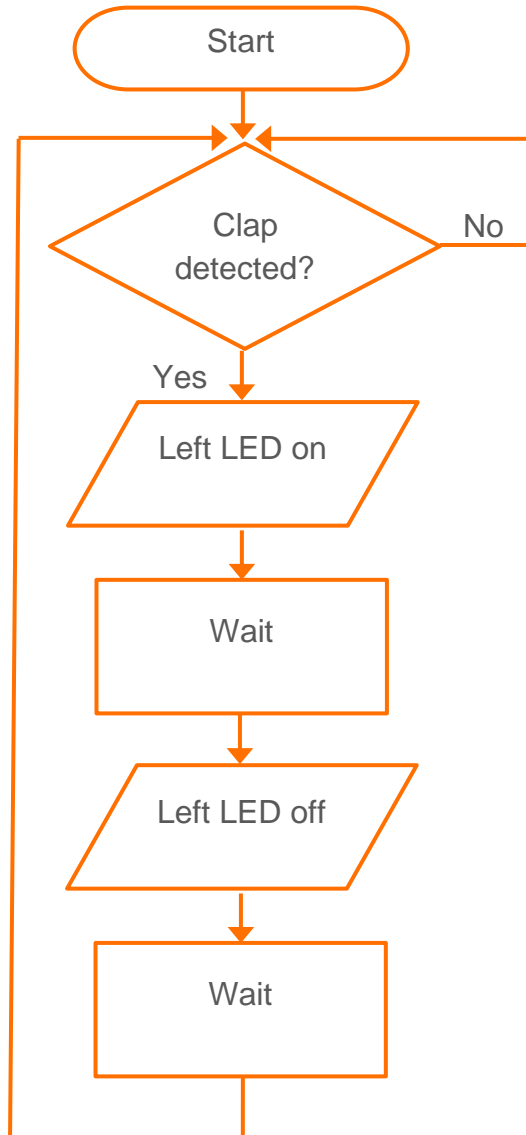 Start
Clap
detected?
No
Yes
Left LED on
Wait
Left LED off
Wait